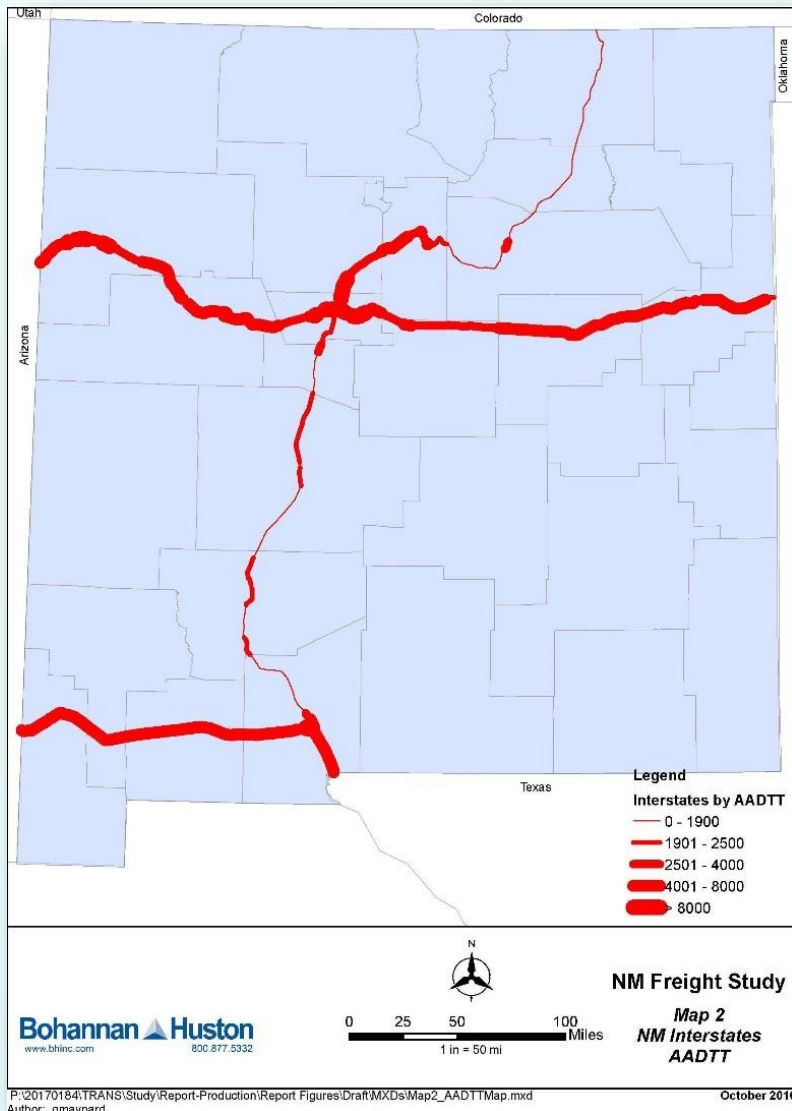 Utah
Colorado
Oklahoma
Arizona
Texas
Legend
Interstates by AADTT
0 - 1900
1901 - 2500
2501 - 4000
4001 - 8000
> 8000
N
NM Freight Study
Map 2
NM Interstates
AADTT
Bohannan Huston
www.bhinc.com 800.877.5332
0 25 50 100
Miles
1 in = 50 mi
P:\20170184\TRANS\Study\Report-Production\Report Figures\Draft\MXDs\Map2_AADTTMap.mxd
October 2016
Author: gmaynard